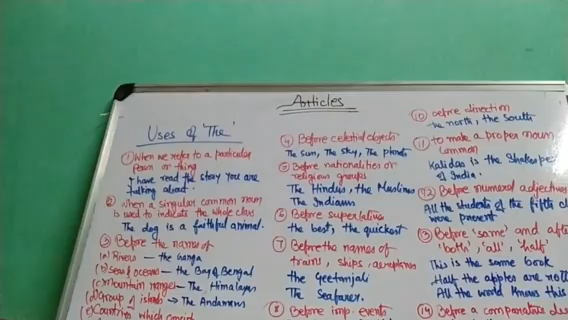 Articles
Uses of 'The'
① When we refer to a particular
Person or thing
I have read the story you are
talking about.
② When a singular common noun
is used to indicate the whole class
The dog is a faithful animal.
③ Before the names of
(a) Rivers — the Ganga
(b) Sea & oceans — the Bay of Bengal
(c) Mountain ranges — The Himalayas
(d) Group of islands → The Andamans
(e) Countries which consist
④ Before celestial objects
The sun, The sky, The planets
⑤ Before nationalities or
religious groups
The Hindus, the Muslims
The Indians
⑥ Before superlative
the best, the quickest
⑦ Before the names of
trains, ships, aeroplanes
the Geetanjali
The Seafarer.
⑧ Before imp. events
⑩ Before direction
the north, the south
⑪ to make a proper noun
Common
Kalidas is the Shakespe
of India.
⑫ Before numeral adjectives
All the students of the fifth cl
were present
⑬ Before 'same' and afte
'both', 'all', 'half'
This is the same book
Half the apples are rott
All the world knows this
⑭ Before a comparative de